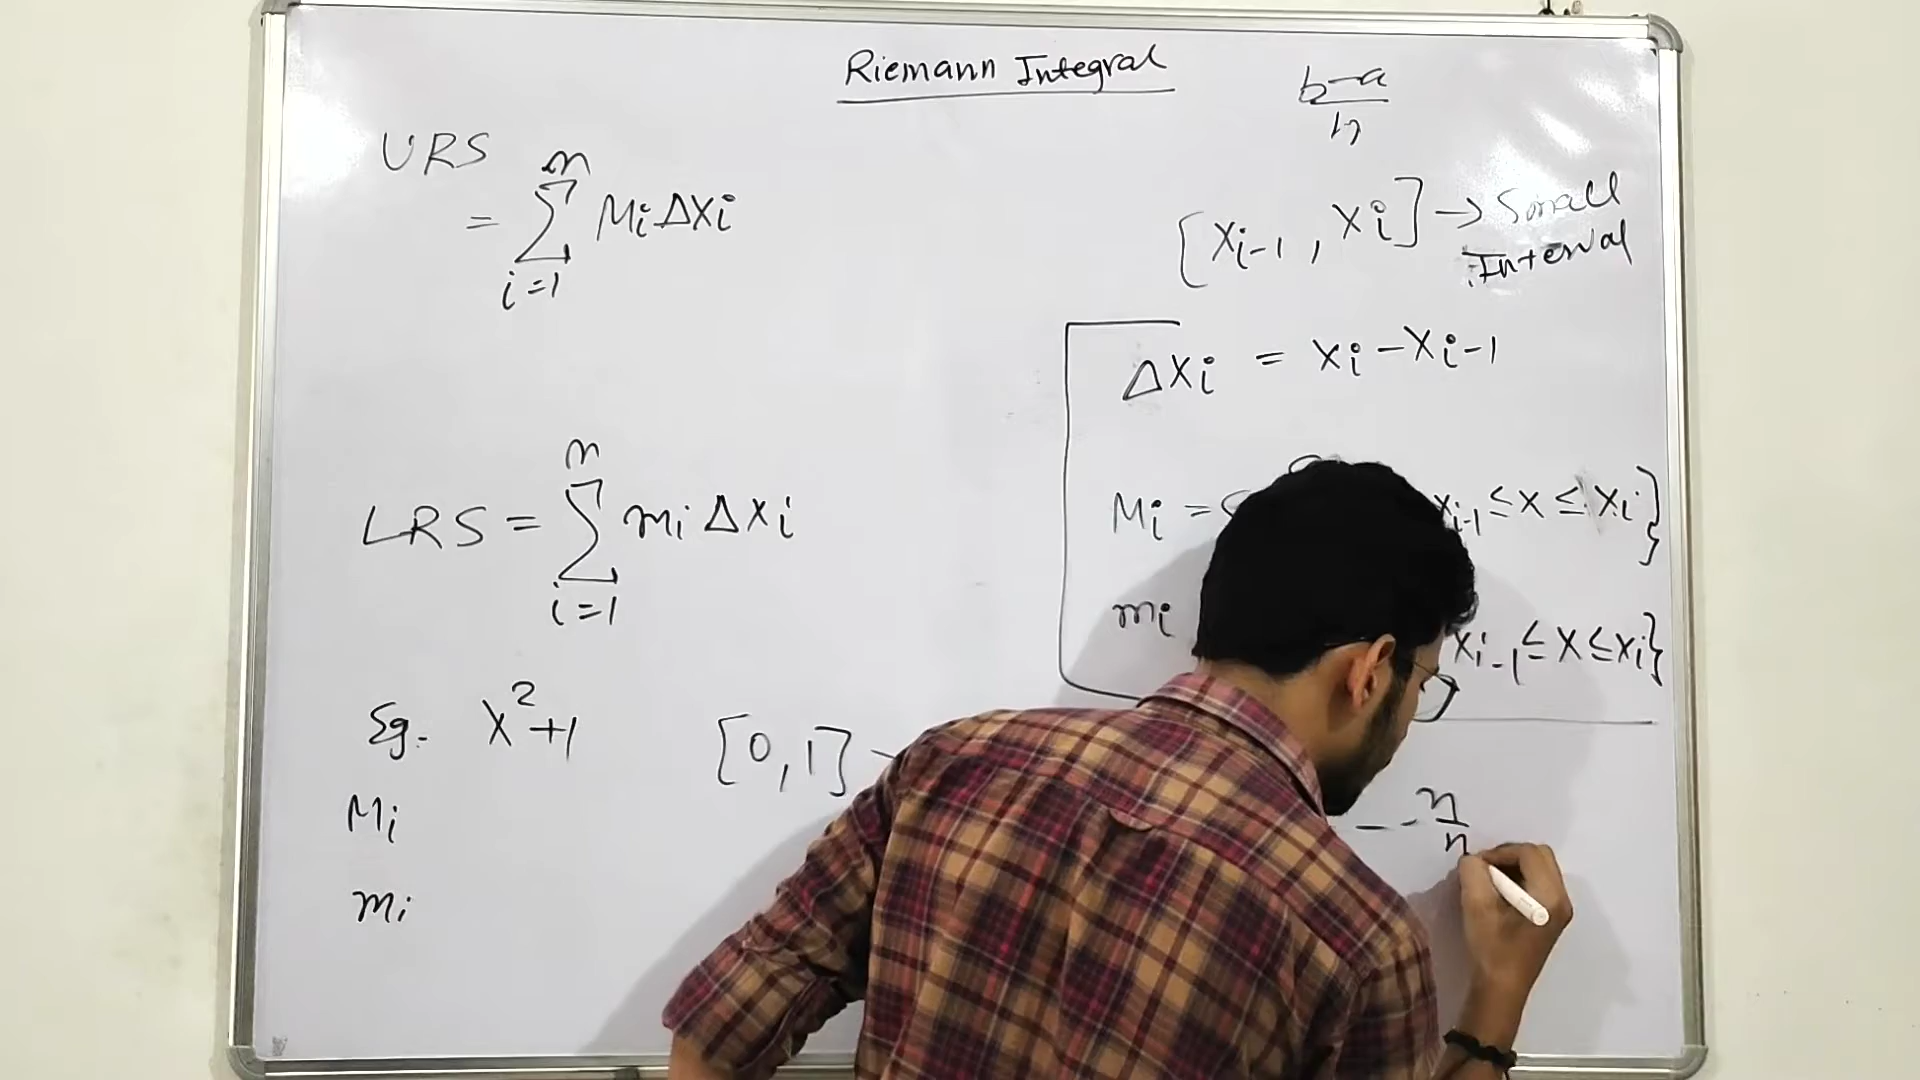 Riemann Integral
b-a
n
URS
n
= Σ Mi ΔXi
i=1
[Xi-1, Xi] → Small
Interval
ΔXi = Xi - Xi-1
n
LRS = Σ mi ΔXi
i=1
Mi = xi-1 ≤ x ≤ Xi}
mi xi-1 ≤ x ≤ xi}
Eg. X²+1 [0,1]
Mi
mi
-- n
n